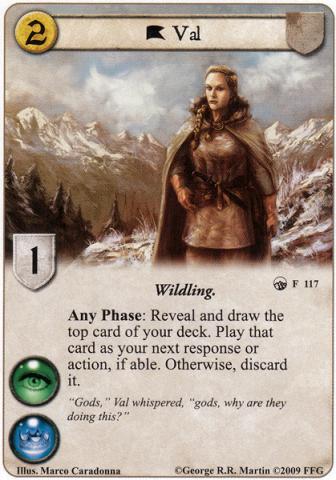 2
Val
1
Wildling.
F 117
Any Phase: Reveal and draw the
top card of your deck. Play that
card as your next response or
action, if able. Otherwise, discard
it.
"Gods," Val whispered, "gods, why are they
doing this?"
Illus. Marco Caradonna
©George R.R. Martin ©2009 FFG